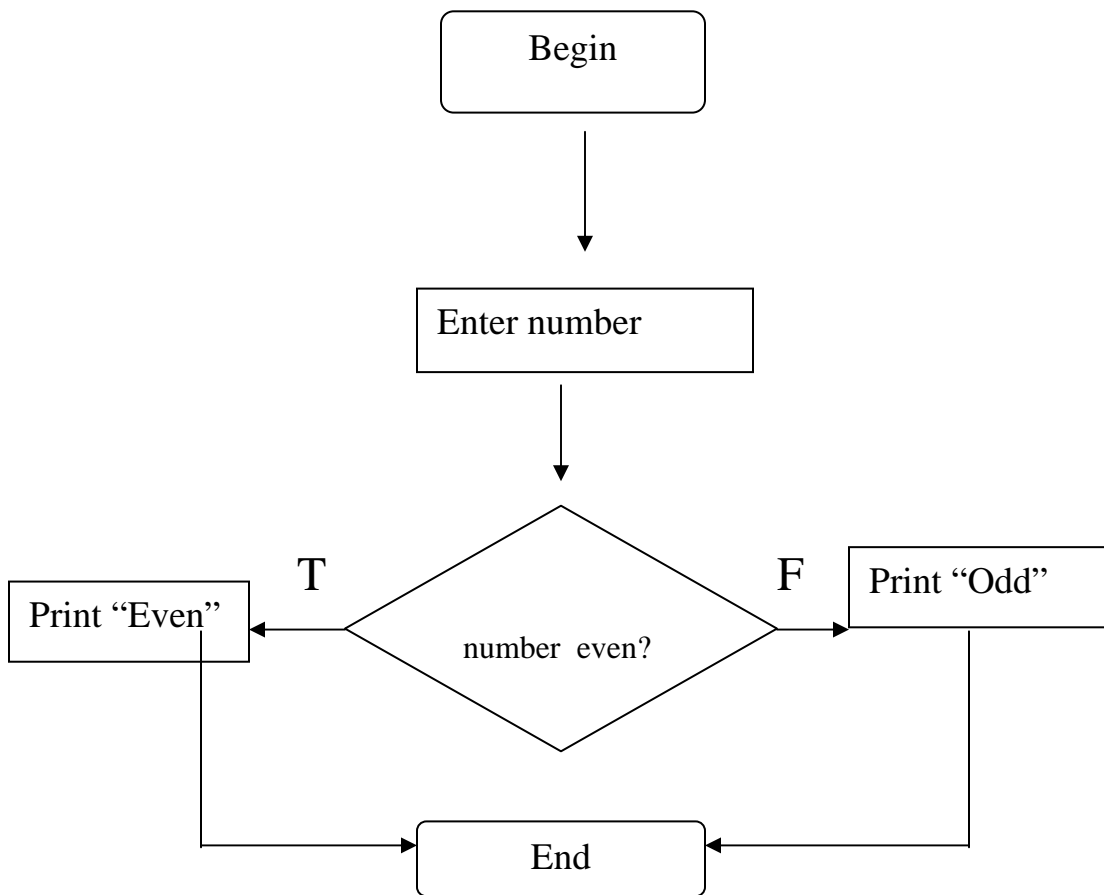 Begin
Enter number
T
F
Print “Even”
Print “Odd”
number even?
End